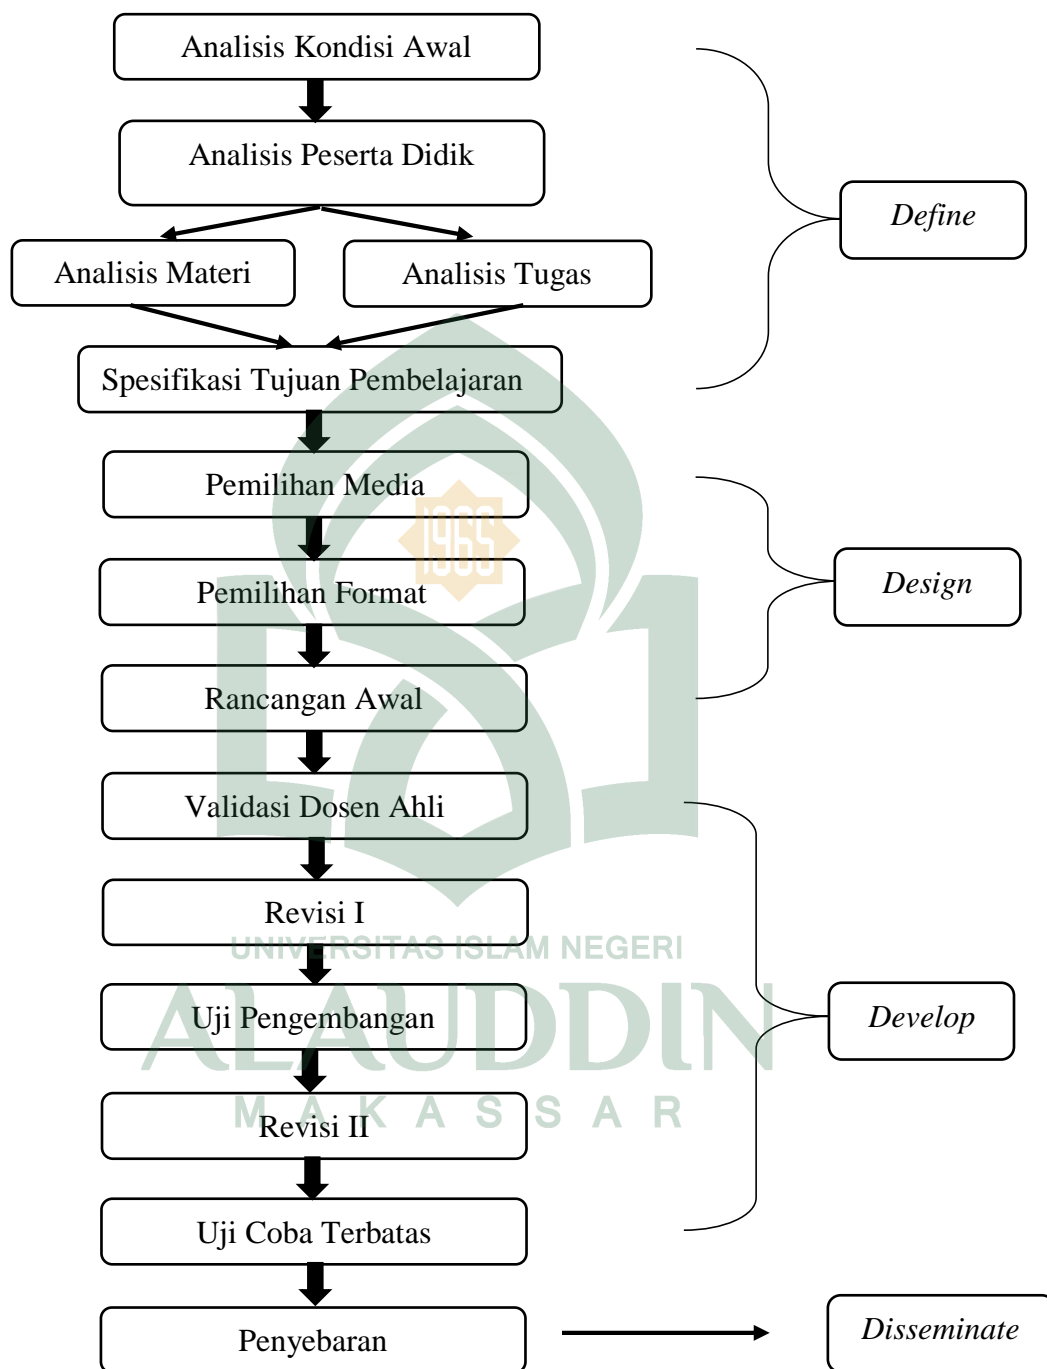 Analisis Kondisi Awal
Analisis Peserta Didik
Define
Analisis Materi
Analisis Tugas
Spesifikasi Tujuan Pembelajaran
Pemilihan Media
1965
Pemilihan Format
Design
Rancangan Awal
Validasi Dosen Ahli
Revisi I
UNIVERSITAS ISLAM NEGERI
ALAUDDIN
Uji Pengembangan
Develop
MAKASSAR
Revisi II
Uji Coba Terbatas
Penyebaran
Disseminate